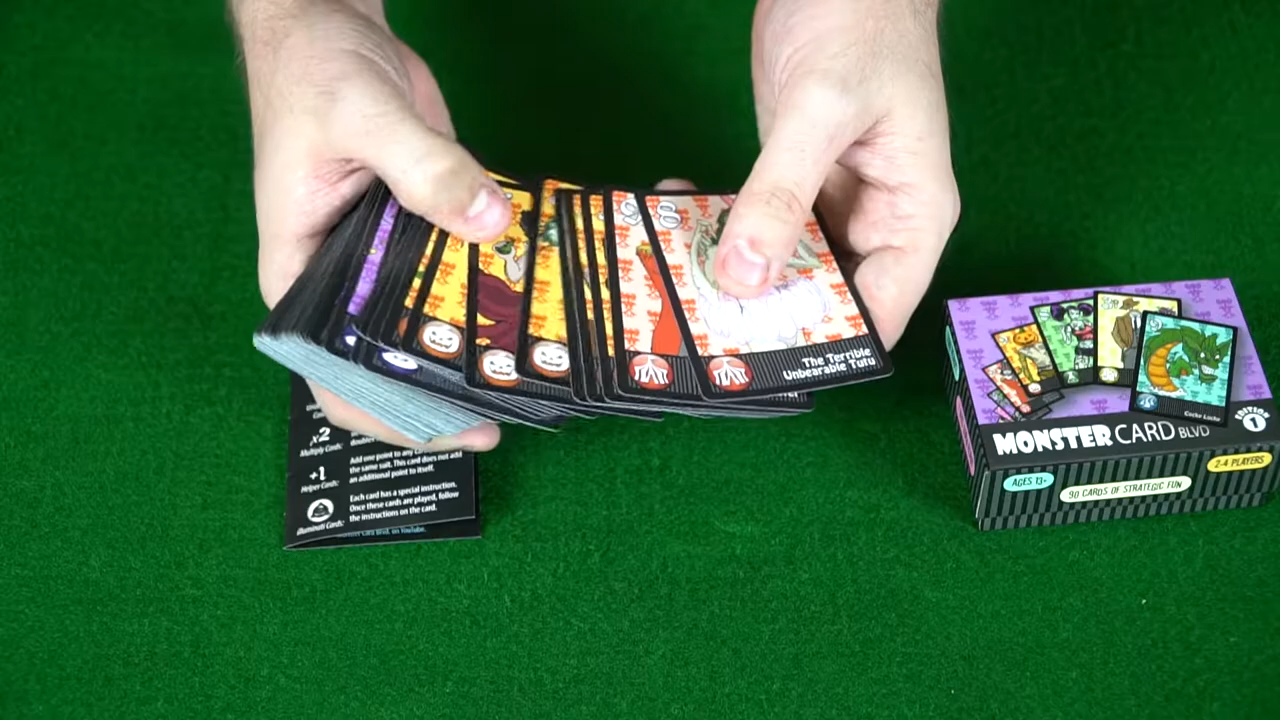 9
8
The Terrible
Unbearable Tutu
x2
Multiply Cards:
Add one point to any
the same suit. This card does not add
an additional point to itself.
+1
Helper Cards:
Each card has a special instruction.
Once these cards are played, follow
the instructions on the card.
Illuminati Cards:
Monster Card Blvd. on YouTube.
MONSTER CARD BLVD
EDITION
1
AGES 13+
90 CARDS OF STRATEGIC FUN
2-4 PLAYERS